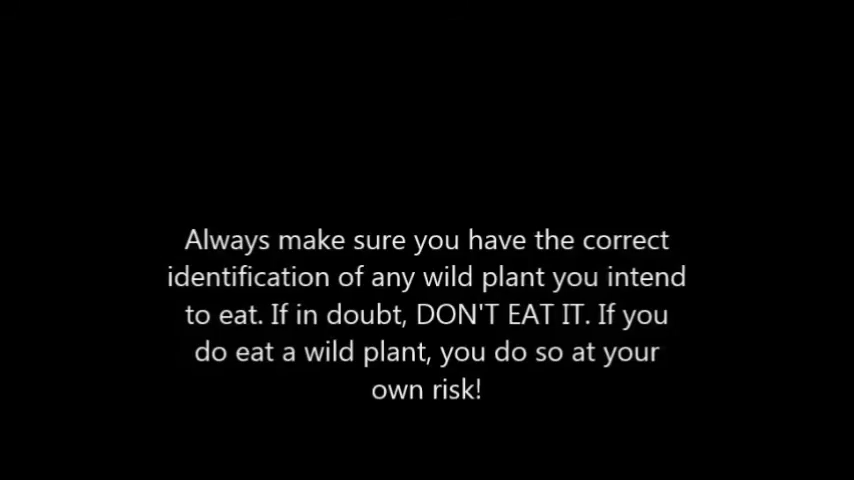 Always make sure you have the correct
identification of any wild plant you intend
to eat. If in doubt, DON'T EAT IT. If you
do eat a wild plant, you do so at your
own risk!